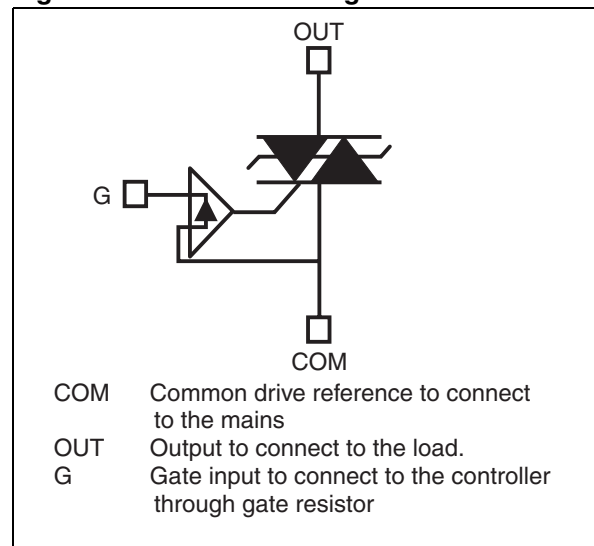 OUT
G
COM
COM Common drive reference to connect
to the mains
OUT Output to connect to the load.
G Gate input to connect to the controller
through gate resistor